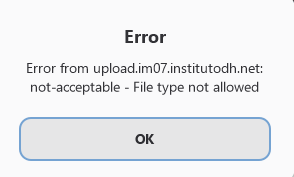 Error
Error from upload.im07.institutodh.net:
not-acceptable - File type not allowed
OK